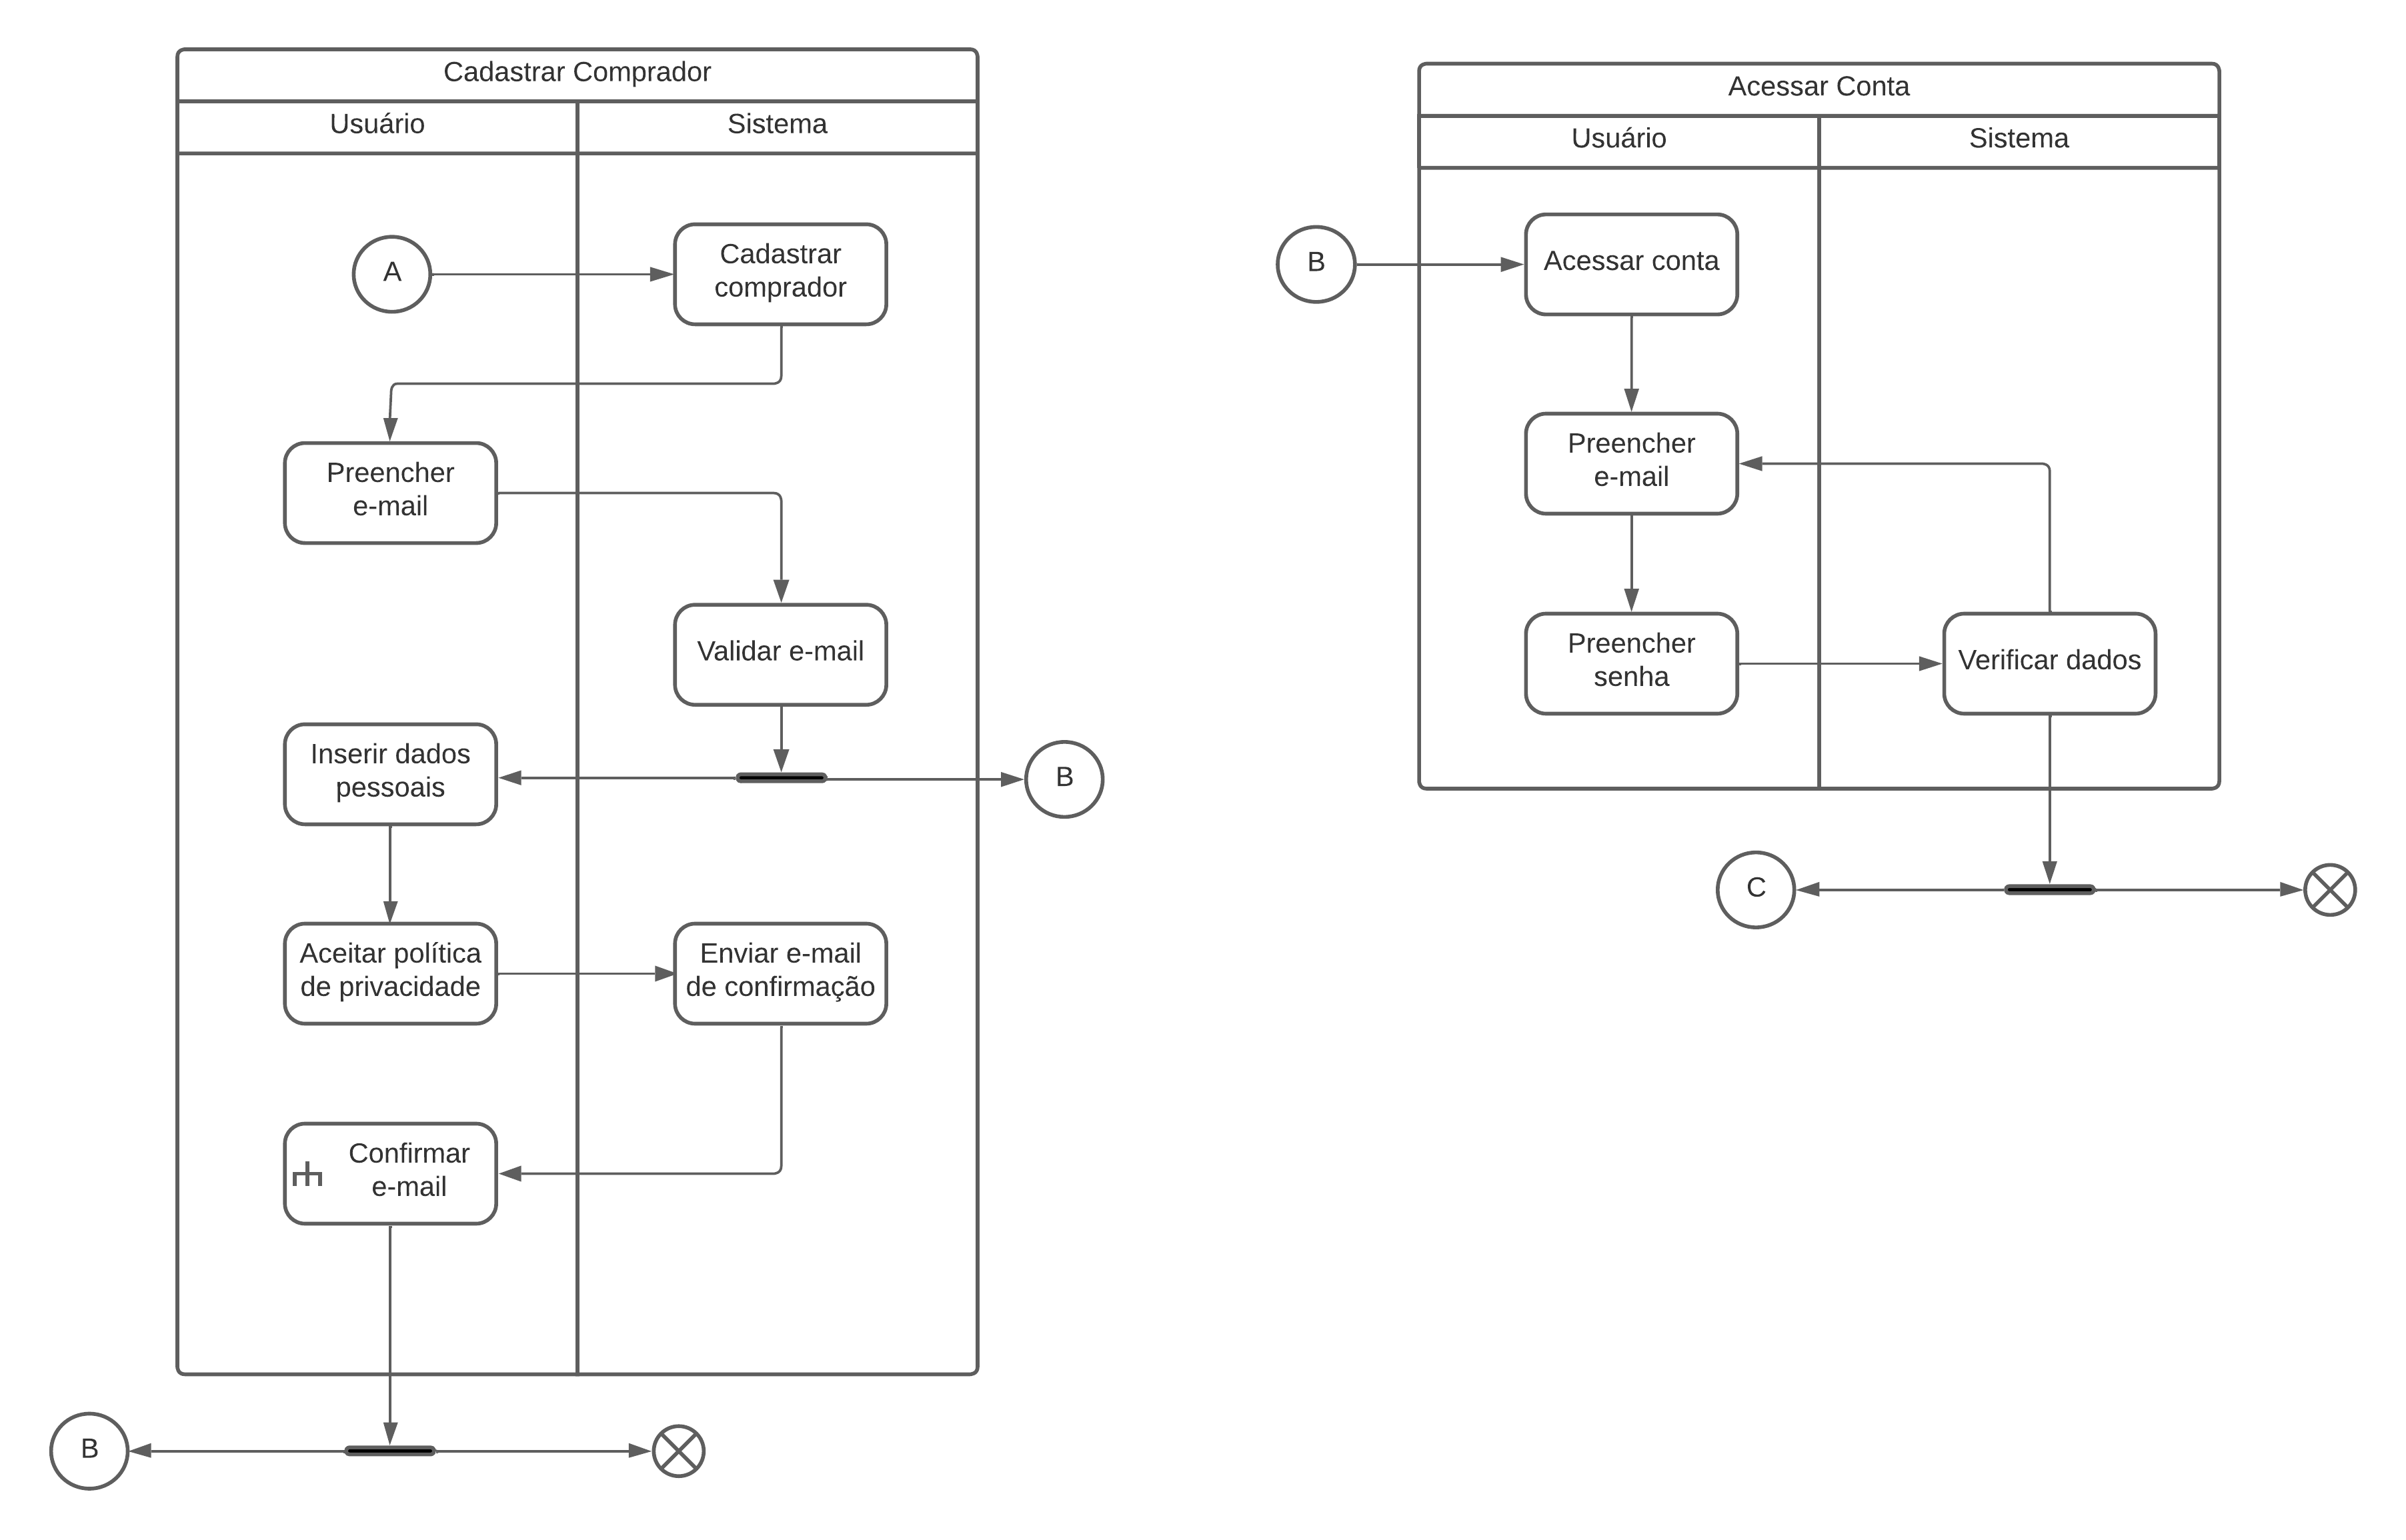 Cadastrar Comprador
Usuário
Sistema
A
Cadastrar
comprador
Preencher
e-mail
Validar e-mail
Inserir dados
pessoais
B
Aceitar política
de privacidade
Enviar e-mail
de confirmação
Confirmar
e-mail
B
Acessar Conta
Usuário
Sistema
B
Acessar conta
Preencher
e-mail
Preencher
senha
Verificar dados
C